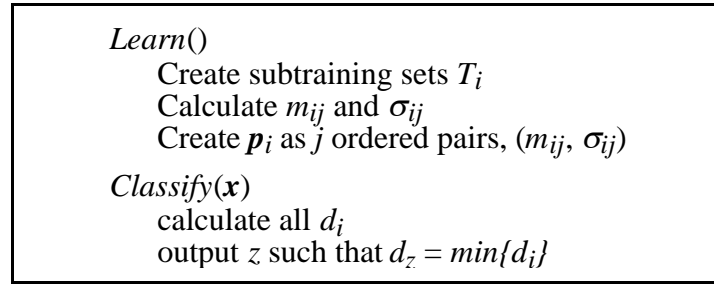 Learn()
Create subtraining sets Ti
Calculate mij and σij
Create pi as j ordered pairs, (mij, σij)
Classify(x)
calculate all di
output z such that dz = min{di}